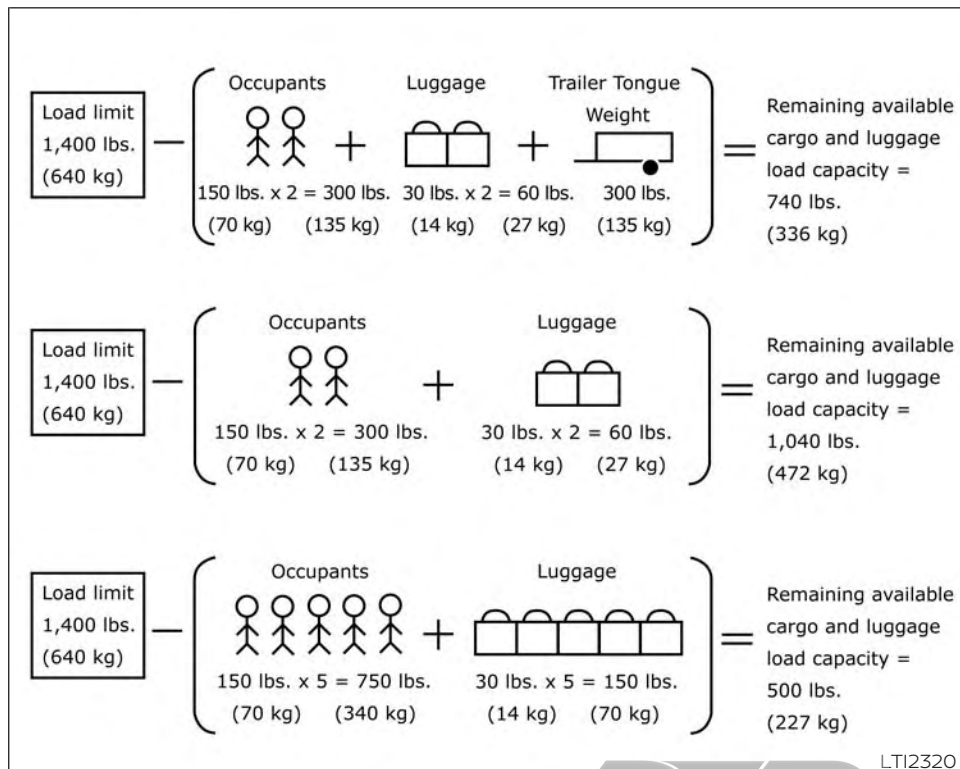 Occupants
Luggage
Trailer Tongue
Weight
Load limit
1,400 lbs.
(640 kg)
150 lbs. x 2 = 300 lbs.
(70 kg) (135 kg)
30 lbs. x 2 = 60 lbs.
(14 kg) (27 kg)
300 lbs.
(135 kg)
Remaining available
cargo and luggage
load capacity =
740 lbs.
(336 kg)
Occupants
Luggage
Load limit
1,400 lbs.
(640 kg)
150 lbs. x 2 = 300 lbs.
(70 kg) (135 kg)
30 lbs. x 2 = 60 lbs.
(14 kg) (27 kg)
Remaining available
cargo and luggage
load capacity =
1,040 lbs.
(472 kg)
Occupants
Luggage
Load limit
1,400 lbs.
(640 kg)
150 lbs. x 5 = 750 lbs.
(70 kg) (340 kg)
30 lbs. x 5 = 150 lbs.
(14 kg) (70 kg)
Remaining available
cargo and luggage
load capacity =
500 lbs.
(227 kg)
LTI2320